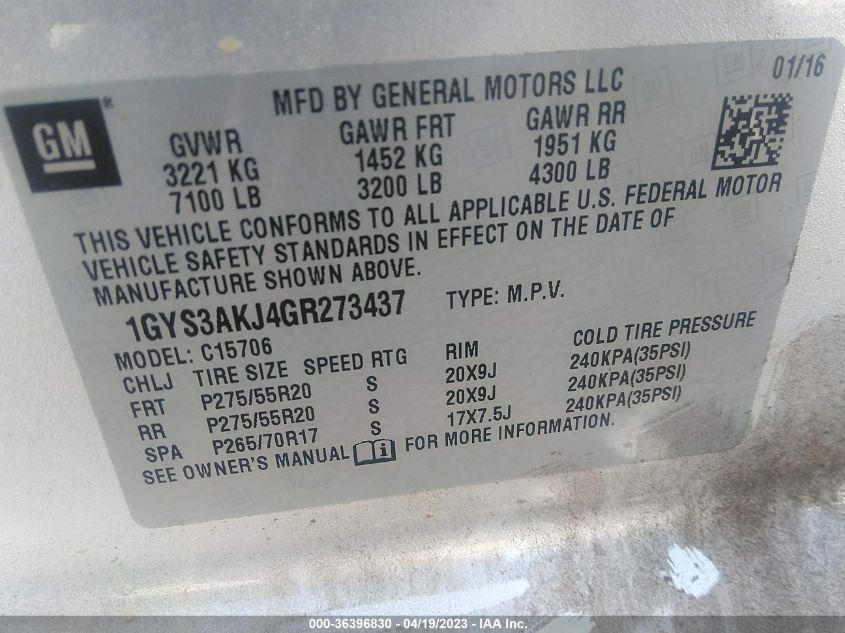 01/16
GM ®
MFD BY GENERAL MOTORS LLC
GVWR GAWR FRT GAWR RR
3221 KG 1452 KG 1951 KG
7100 LB 3200 LB 4300 LB
THIS VEHICLE CONFORMS TO ALL APPLICABLE U.S. FEDERAL MOTOR
VEHICLE SAFETY STANDARDS IN EFFECT ON THE DATE OF
MANUFACTURE SHOWN ABOVE.
1GYS3AKJ4GR273437 TYPE: M.P.V.
MODEL: C15706
CHLJ TIRE SIZE SPEED RTG RIM COLD TIRE PRESSURE
FRT P275/55R20 S 20X9J 240KPA(35PSI)
RR P275/55R20 S 20X9J 240KPA(35PSI)
SPA P265/70R17 S 17X7.5J 240KPA(35PSI)
SEE OWNER'S MANUAL i FOR MORE INFORMATION.
000-36396830 - 04/19/2023 - IAA Inc.